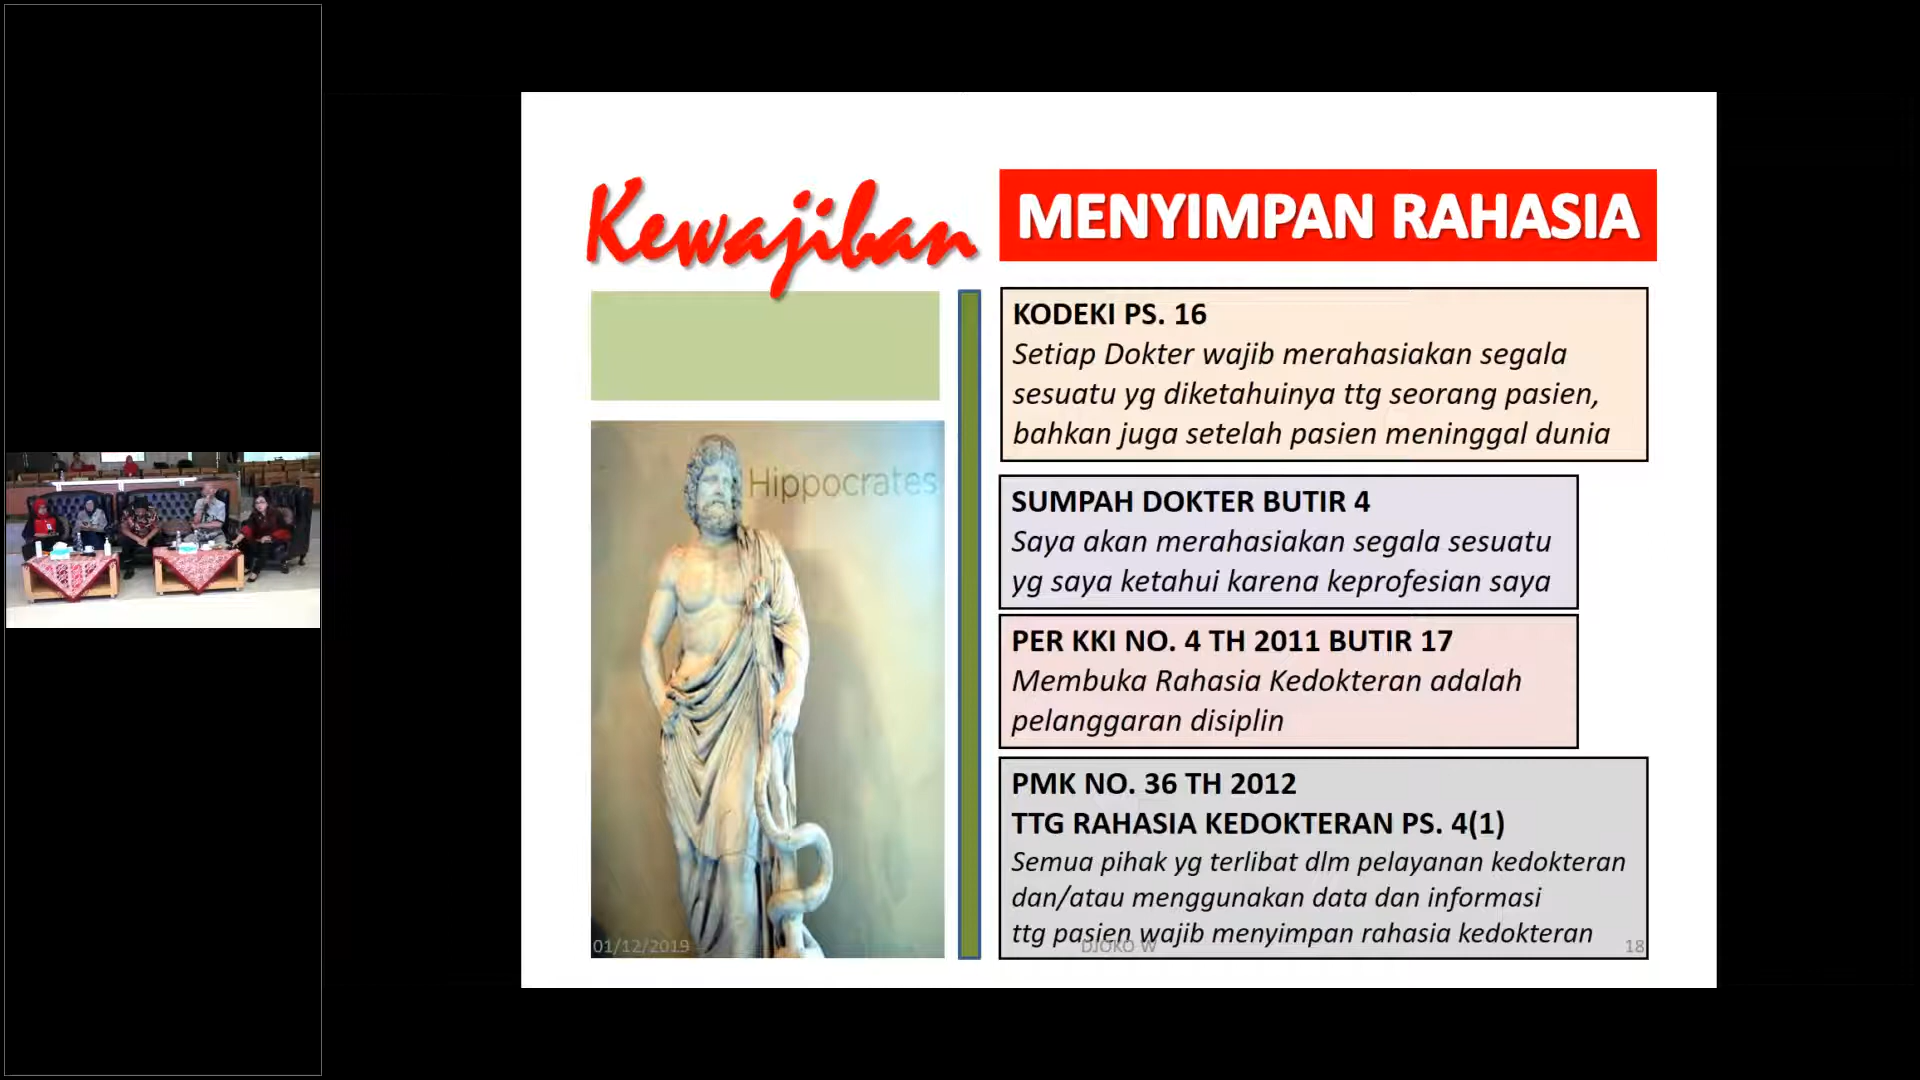 Kewajiban
MENYIMPAN RAHASIA
KODEKI PS. 16
Setiap Dokter wajib merahasiakan segala
sesuatu yg diketahuinya ttg seorang pasien,
bahkan juga setelah pasien meninggal dunia
Hippocrates
SUMPAH DOKTER BUTIR 4
Saya akan merahasiakan segala sesuatu
yg saya ketahui karena keprofesian saya
PER KKI NO. 4 TH 2011 BUTIR 17
Membuka Rahasia Kedokteran adalah
pelanggaran disiplin
PMK NO. 36 TH 2012
TTG RAHASIA KEDOKTERAN PS. 4(1)
Semua pihak yg terlibat dlm pelayanan kedokteran
dan/atau menggunakan data dan informasi
ttg pasien wajib menyimpan rahasia kedokteran
01/12/2019
DJOKO W
18